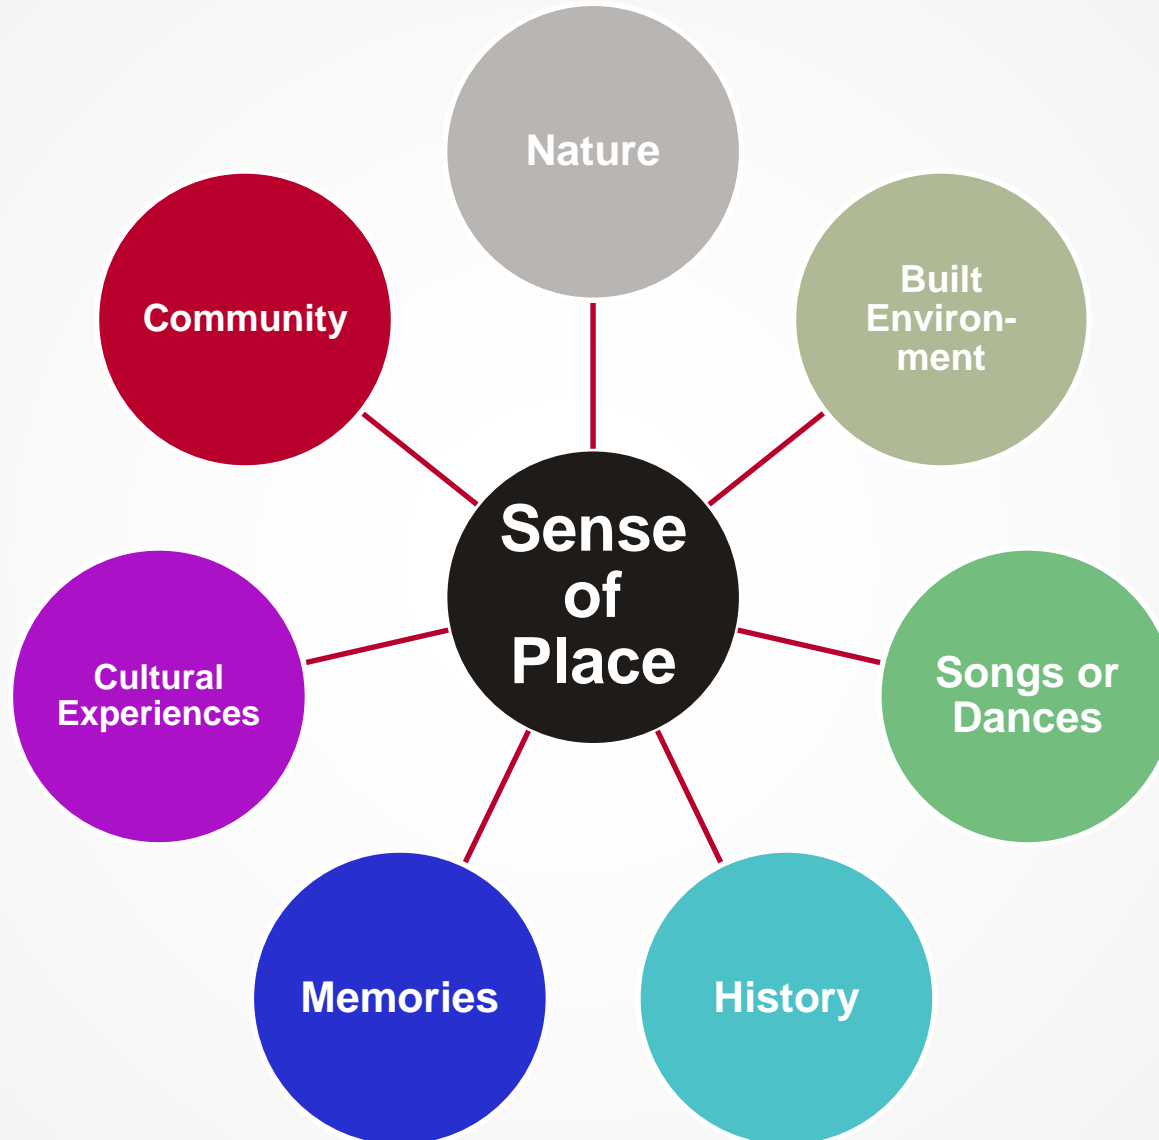 Nature
Built
Environ-
ment
Community
Sense
of
Place
Songs or
Dances
Cultural
Experiences
Memories
History